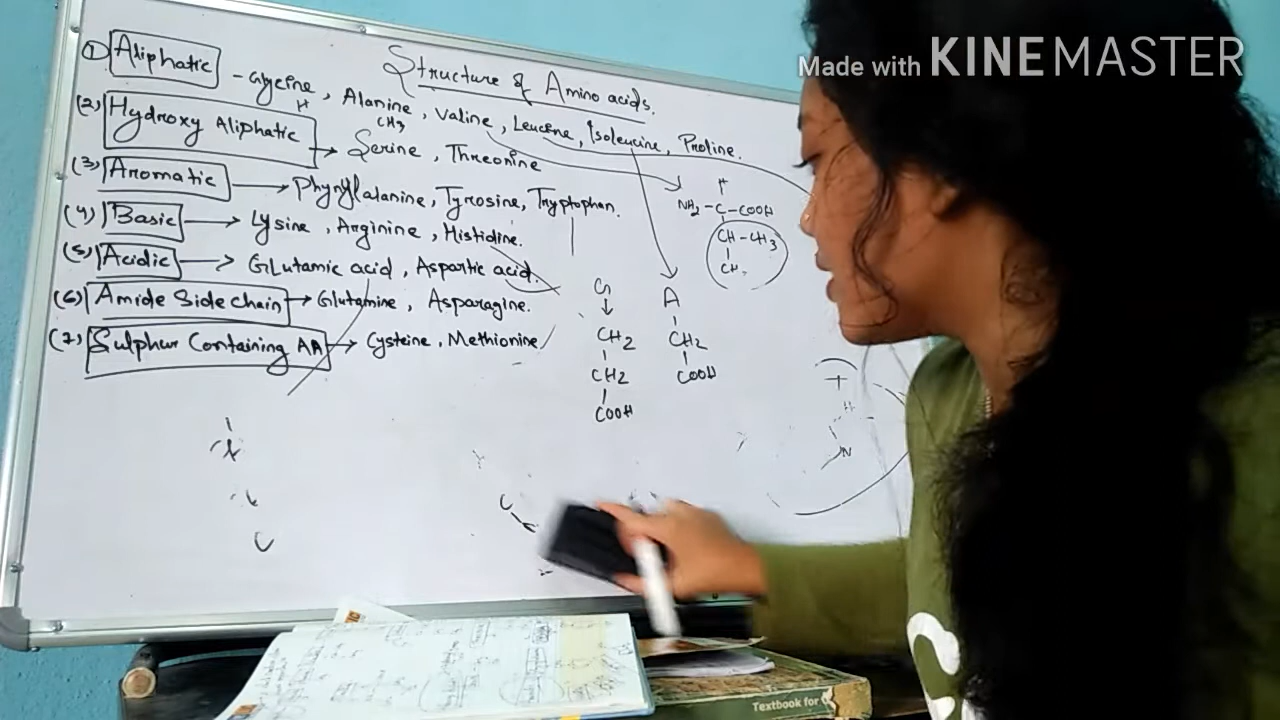 Made with KINEMASTER
Structure of Amino acids.
① Aliphatic - Glycine, Alanine, Valine, Leucine, Isoleucine, Proline.
H CH3
(2) Hydroxy Aliphatic → Serine, Threonine
(3) Aromatic → Phynylalanine, Tyrosine, Tryptophan.
(4) Basic → Lysine, Arginine, Histidine.
(5) Acidic → Glutamic acid, Aspartic acid.
(6) Amide Side chain → Glutamine, Asparagine.
(7) Sulphur Containing AA → Cysteine, Methionine
H
NH2 - C - COOH
CH - CH3
CH3
G A
CH2 CH2
CH2 COOH
COOH
H
N
Textbook for